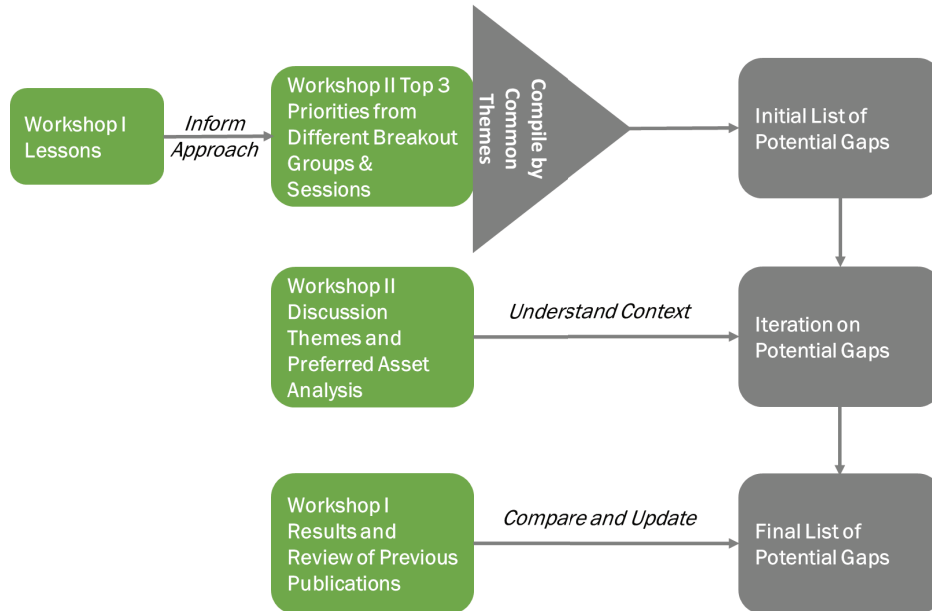 Workshop I
Lessons
Inform
Approach
Workshop II Top 3
Priorities from
Different Breakout
Groups &
Sessions
Compile by
Common
Themes
Initial List of
Potential Gaps
Workshop II
Discussion
Themes and
Preferred Asset
Analysis
Understand Context
Iteration on
Potential Gaps
Workshop I
Results and
Review of Previous
Publications
Compare and Update
Final List of
Potential Gaps